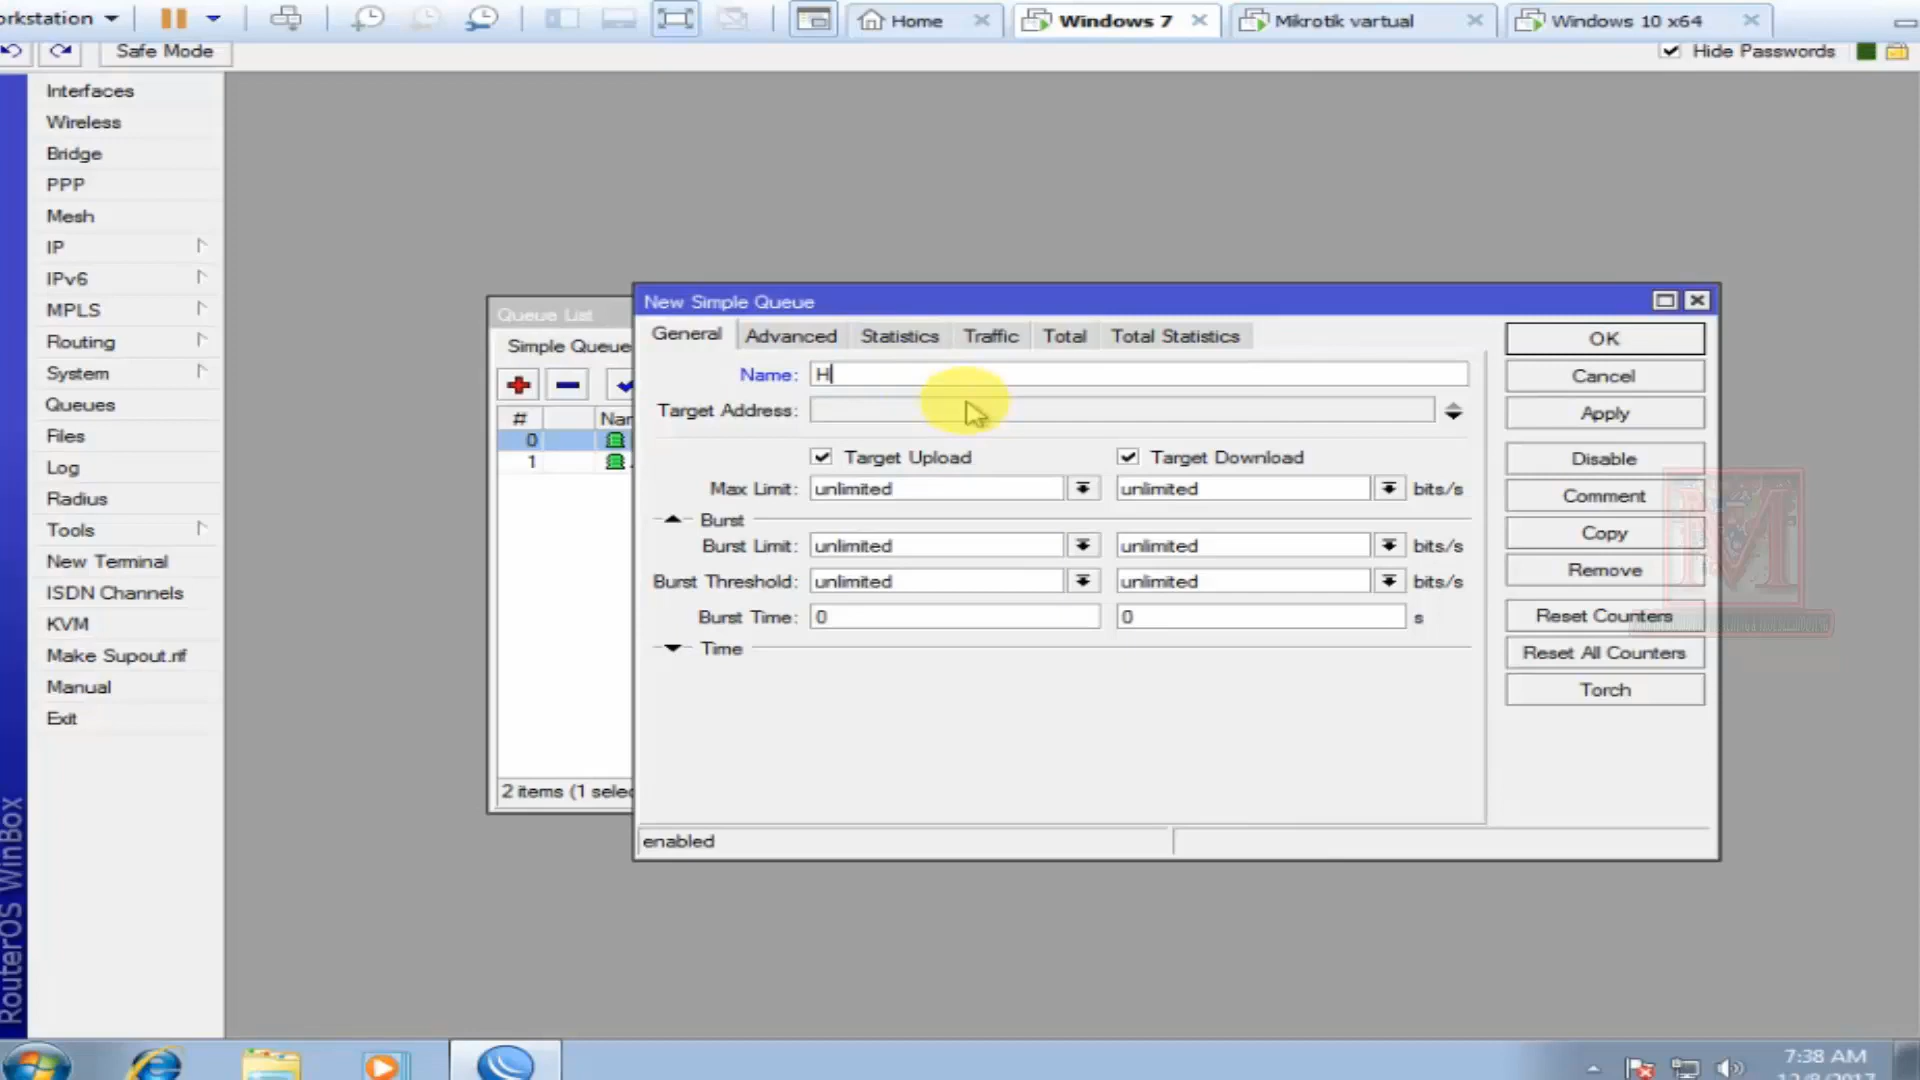 orkstation
Home
Windows 7
Mikrotik vartual
Windows 10 x64
Safe Mode
Hide Passwords
Interfaces
Wireless
Bridge
PPP
Mesh
IP
IPv6
MPLS
Routing
System
Queues
Files
Log
Radius
Tools
New Terminal
ISDN Channels
KVM
Make Supout.rif
Manual
Exit
RouterOS WinBox
Queue List
Simple Queue
#
Nar
0
1
2 items (1 selec
New Simple Queue
General Advanced Statistics Traffic Total Total Statistics
Name: H
Target Address:
Target Upload Target Download
Max Limit: unlimited unlimited bits/s
Burst
Burst Limit: unlimited unlimited bits/s
Burst Threshold: unlimited unlimited bits/s
Burst Time: 0 0 s
Time
enabled
OK
Cancel
Apply
Disable
Comment
Copy
Remove
Reset Counters
Reset All Counters
Torch
M
7:38 AM
12/8/2017